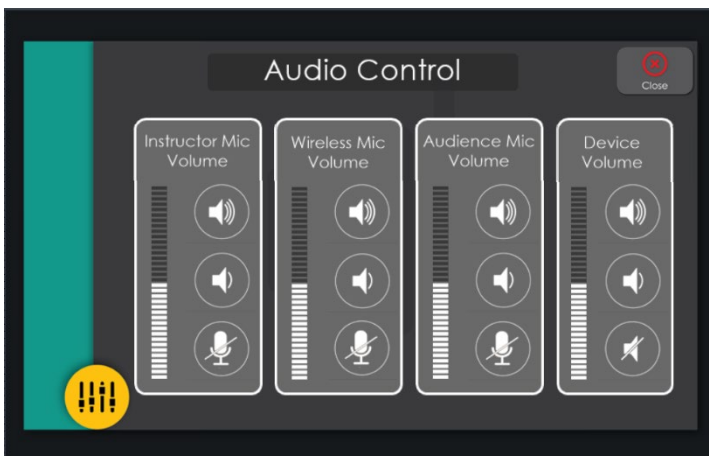 Audio Control
Close
Instructor Mic
Volume
Wireless Mic
Volume
Audience Mic
Volume
Device
Volume